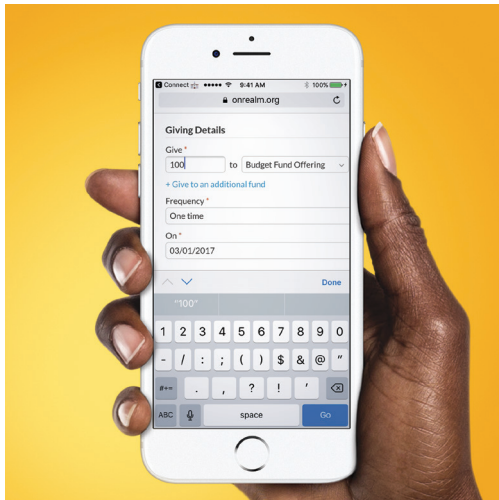 Connect 9:41 AM 100%
onrealm.org
Giving Details
Give *
100 to Budget Fund Offering
+ Give to an additional fund
Frequency *
One time
On *
03/01/2017
Done
"100"
1 2 3 4 5 6 7 8 9 0
- / : ; ( ) $ & @ "
#+= . , ? ! '
ABC space Go